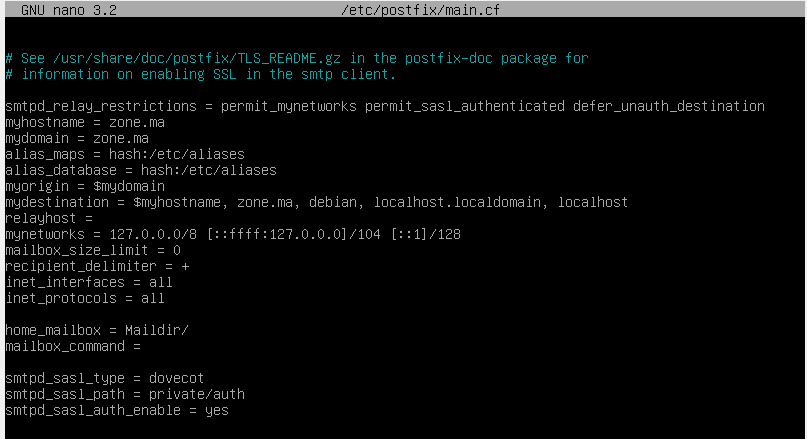 GNU nano 3.2 /etc/postfix/main.cf
# See /usr/share/doc/postfix/TLS_README.gz in the postfix-doc package for
# information on enabling SSL in the smtp client.
smtpd_relay_restrictions = permit_mynetworks permit_sasl_authenticated defer_unauth_destination
myhostname = zone.ma
mydomain = zone.ma
alias_maps = hash:/etc/aliases
alias_database = hash:/etc/aliases
myorigin = $mydomain
mydestination = $myhostname, zone.ma, debian, localhost.localdomain, localhost
relayhost =
mynetworks = 127.0.0.0/8 [::ffff:127.0.0.0]/104 [::1]/128
mailbox_size_limit = 0
recipient_delimiter = +
inet_interfaces = all
inet_protocols = all
home_mailbox = Maildir/
mailbox_command =
smtpd_sasl_type = dovecot
smtpd_sasl_path = private/auth
smtpd_sasl_auth_enable = yes